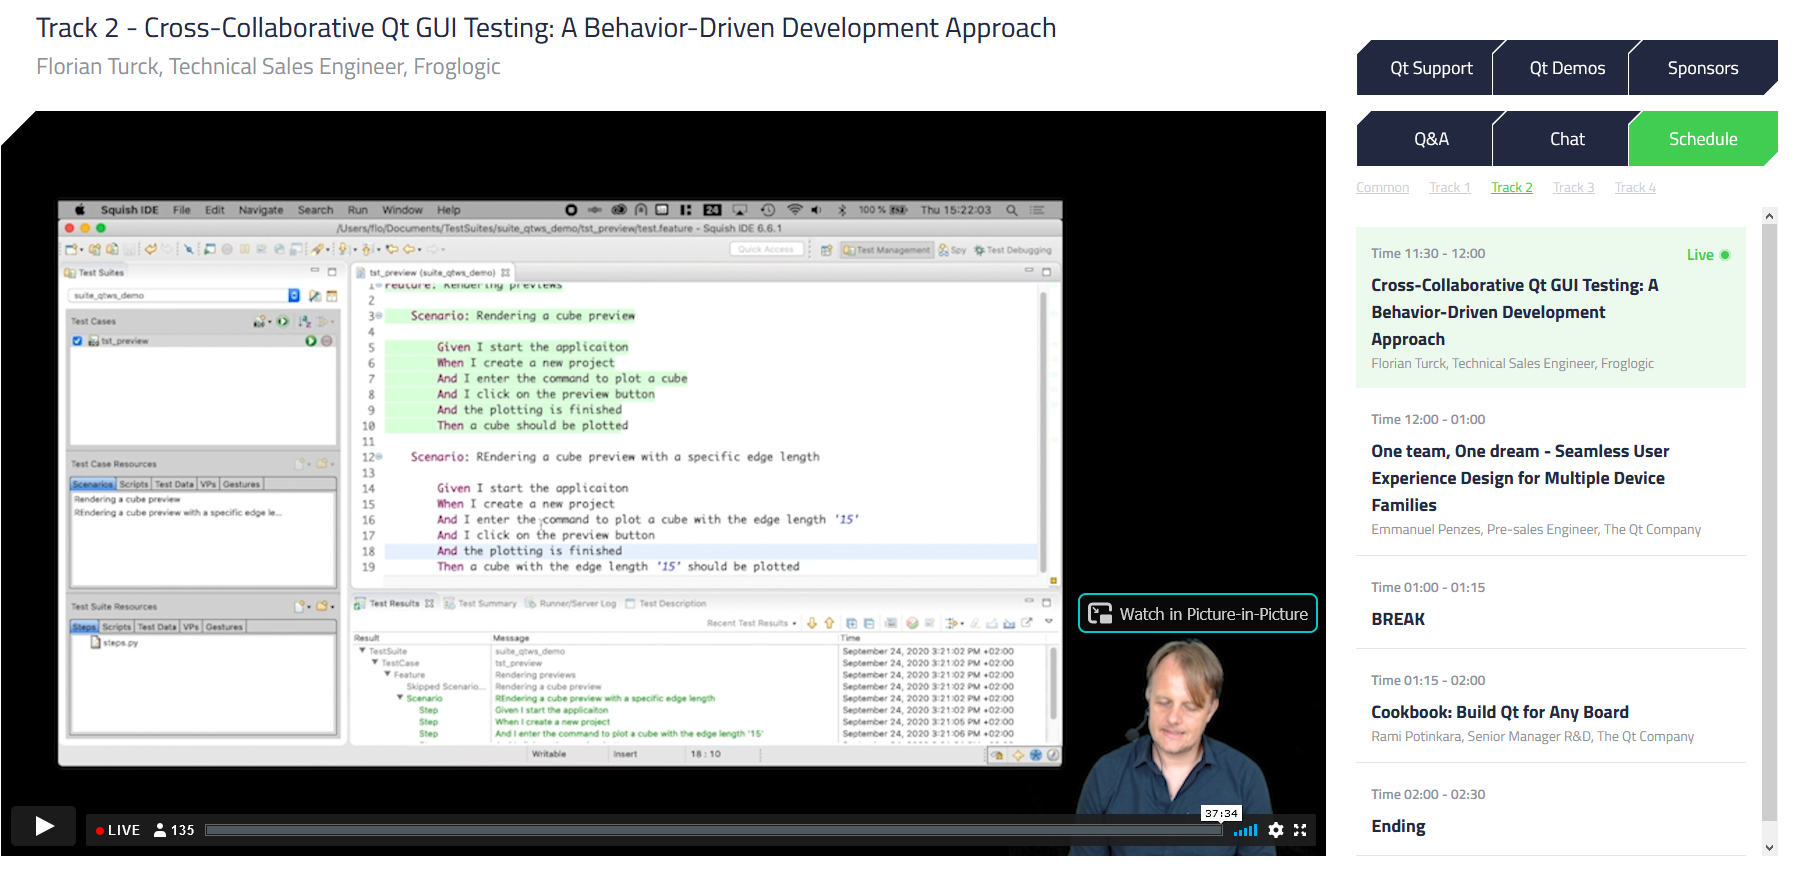 Track 2 - Cross-Collaborative Qt GUI Testing: A Behavior-Driven Development Approach
Florian Turck, Technical Sales Engineer, Froglogic
Qt Support
Qt Demos
Sponsors
Q&A
Chat
Schedule
Common
Track 1
Track 2
Track 3
Track 4
Squish IDE File Edit Navigate Search Run Window Help
24
100 %
Thu 15:22:03
/Users/flo/Documents/TestSuites/suite_qtws_demo/tst_preview/test.feature - Squish IDE 6.6.1
Quick Access
Test Management
Spy
Test Debugging
Test Suites
suite_qtws_demo
Test Cases
tst_preview
Test Case Resources
Scenarios Scripts Test Data VPs Gestures
Rendering a cube preview
REndering a cube preview with a specific edge le...
Test Suite Resources
Steps Scripts Test Data VPs Gestures
steps.py
tst_preview (suite_qtws_demo)
1 Feature: Rendering previews
2
3 Scenario: Rendering a cube preview
4
5 Given I start the applicaiton
6 When I create a new project
7 And I enter the command to plot a cube
8 And I click on the preview button
9 And the plotting is finished
10 Then a cube should be plotted
11
12 Scenario: REndering a cube preview with a specific edge length
13
14 Given I start the applicaiton
15 When I create a new project
16 And I enter the command to plot a cube with the edge length '15'
17 And I click on the preview button
18 And the plotting is finished
19 Then a cube with the edge length '15' should be plotted
Test Results Test Summary Runner/Server Log Test Description
Recent Test Results
Result Message Time
TestSuite suite_qtws_demo September 24, 2020 3:21:02 PM +02:00
TestCase tst_preview September 24, 2020 3:21:02 PM +02:00
Feature Rendering previews September 24, 2020 3:21:02 PM +02:00
Skipped Scenario... Rendering a cube preview September 24, 2020 3:21:02 PM +02:00
Scenario REndering a cube preview with a specific edge length September 24, 2020 3:21:02 PM +02:00
Step Given I start the applicaiton September 24, 2020 3:21:02 PM +02:00
Step When I create a new project September 24, 2020 3:21:05 PM +02:00
Step And I enter the command to plot a cube with the edge length '15' September 24, 2020 3:21:06 PM +02:00
Writable Insert 18 : 10
Watch in Picture-in-Picture
LIVE 135
37:34
Time 11:30 - 12:00
Live
Cross-Collaborative Qt GUI Testing: A
Behavior-Driven Development
Approach
Florian Turck, Technical Sales Engineer, Froglogic
Time 12:00 - 01:00
One team, One dream - Seamless User
Experience Design for Multiple Device
Families
Emmanuel Penzes, Pre-sales Engineer, The Qt Company
Time 01:00 - 01:15
BREAK
Time 01:15 - 02:00
Cookbook: Build Qt for Any Board
Rami Potinkara, Senior Manager R&D, The Qt Company
Time 02:00 - 02:30
Ending